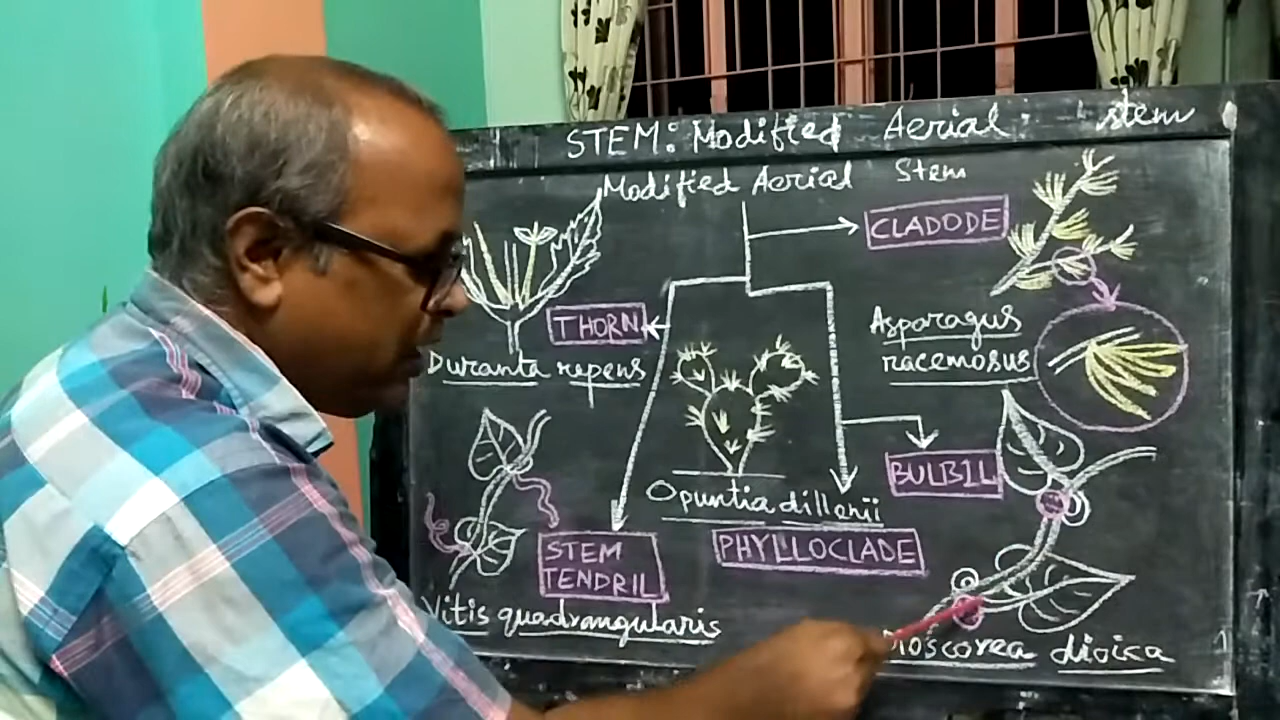 STEM: Modified Aerial stem
Modified Aerial Stem
CLADODE
THORN
Duranta repens
Asparagus
racemosus
BULBIL
Opuntia dillenii
PHYLLOCLADE
STEM
TENDRIL
Vitis quadrangularis
Dioscorea dioica